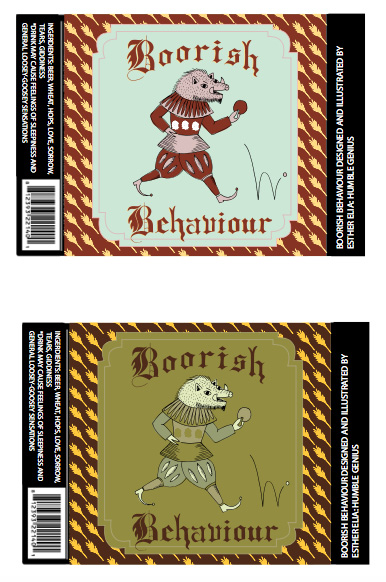 INGERDIENTS: BEER, WHEAT, HOPS, LOVE, SORROW,
TEARS, GIDDINESS
*DRINK MAY CAUSE FEELINGS OF SLEEPINESS AND
GENERAL LOOSEY-GOOSEY SENSATIONS
Boorish
Behaviour
BOORISH BEHAVIOUR DESIGNED AND ILLUSTRATED BY
ESTHER ELIA: HUMBLE GENIUS
INGERDIENTS: BEER, WHEAT, HOPS, LOVE, SORROW,
TEARS, GIDDINESS
*DRINK MAY CAUSE FEELINGS OF SLEEPINESS AND
GENERAL LOOSEY-GOOSEY SENSATIONS
Boorish
Behaviour
BOORISH BEHAVIOUR DESIGNED AND ILLUSTRATED BY
ESTHER ELIA: HUMBLE GENIUS